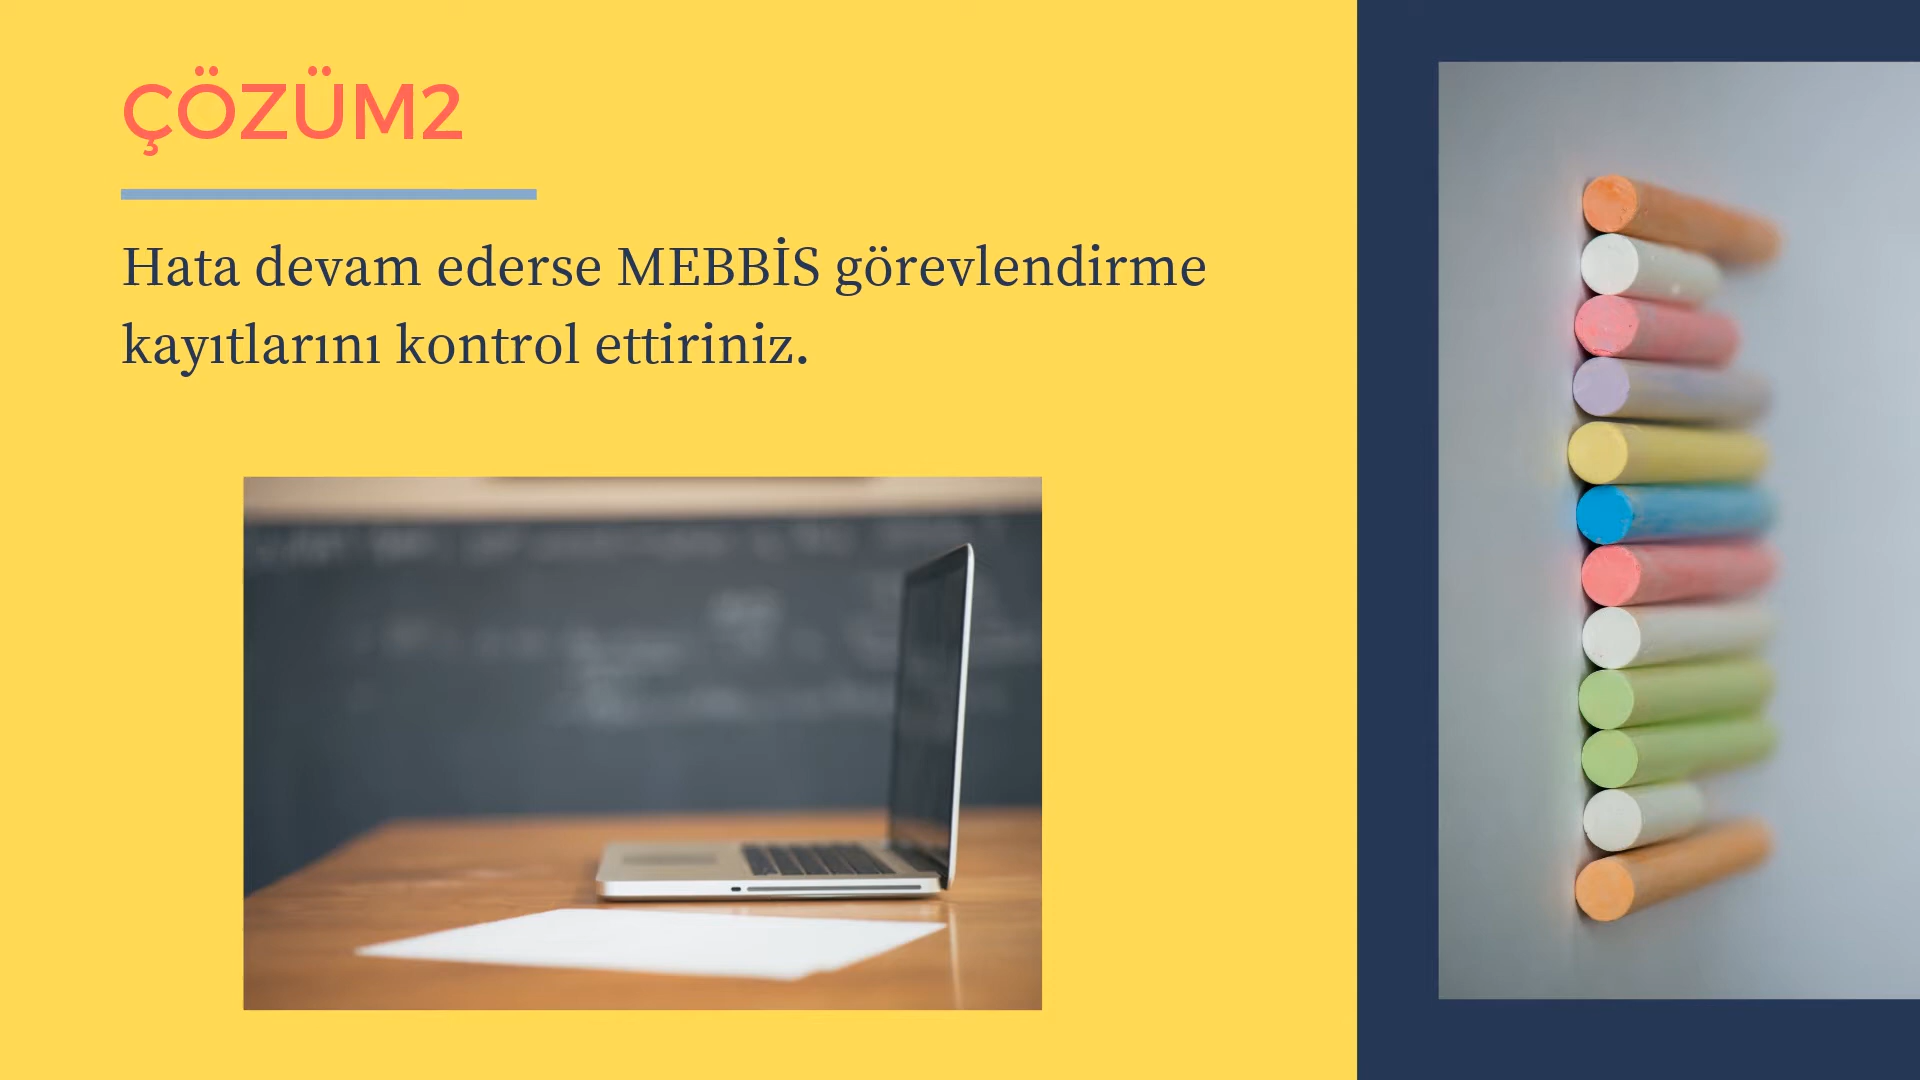 ÇÖZÜM2
Hata devam ederse MEBBİS görevlendirme
kayıtlarını kontrol ettiriniz.